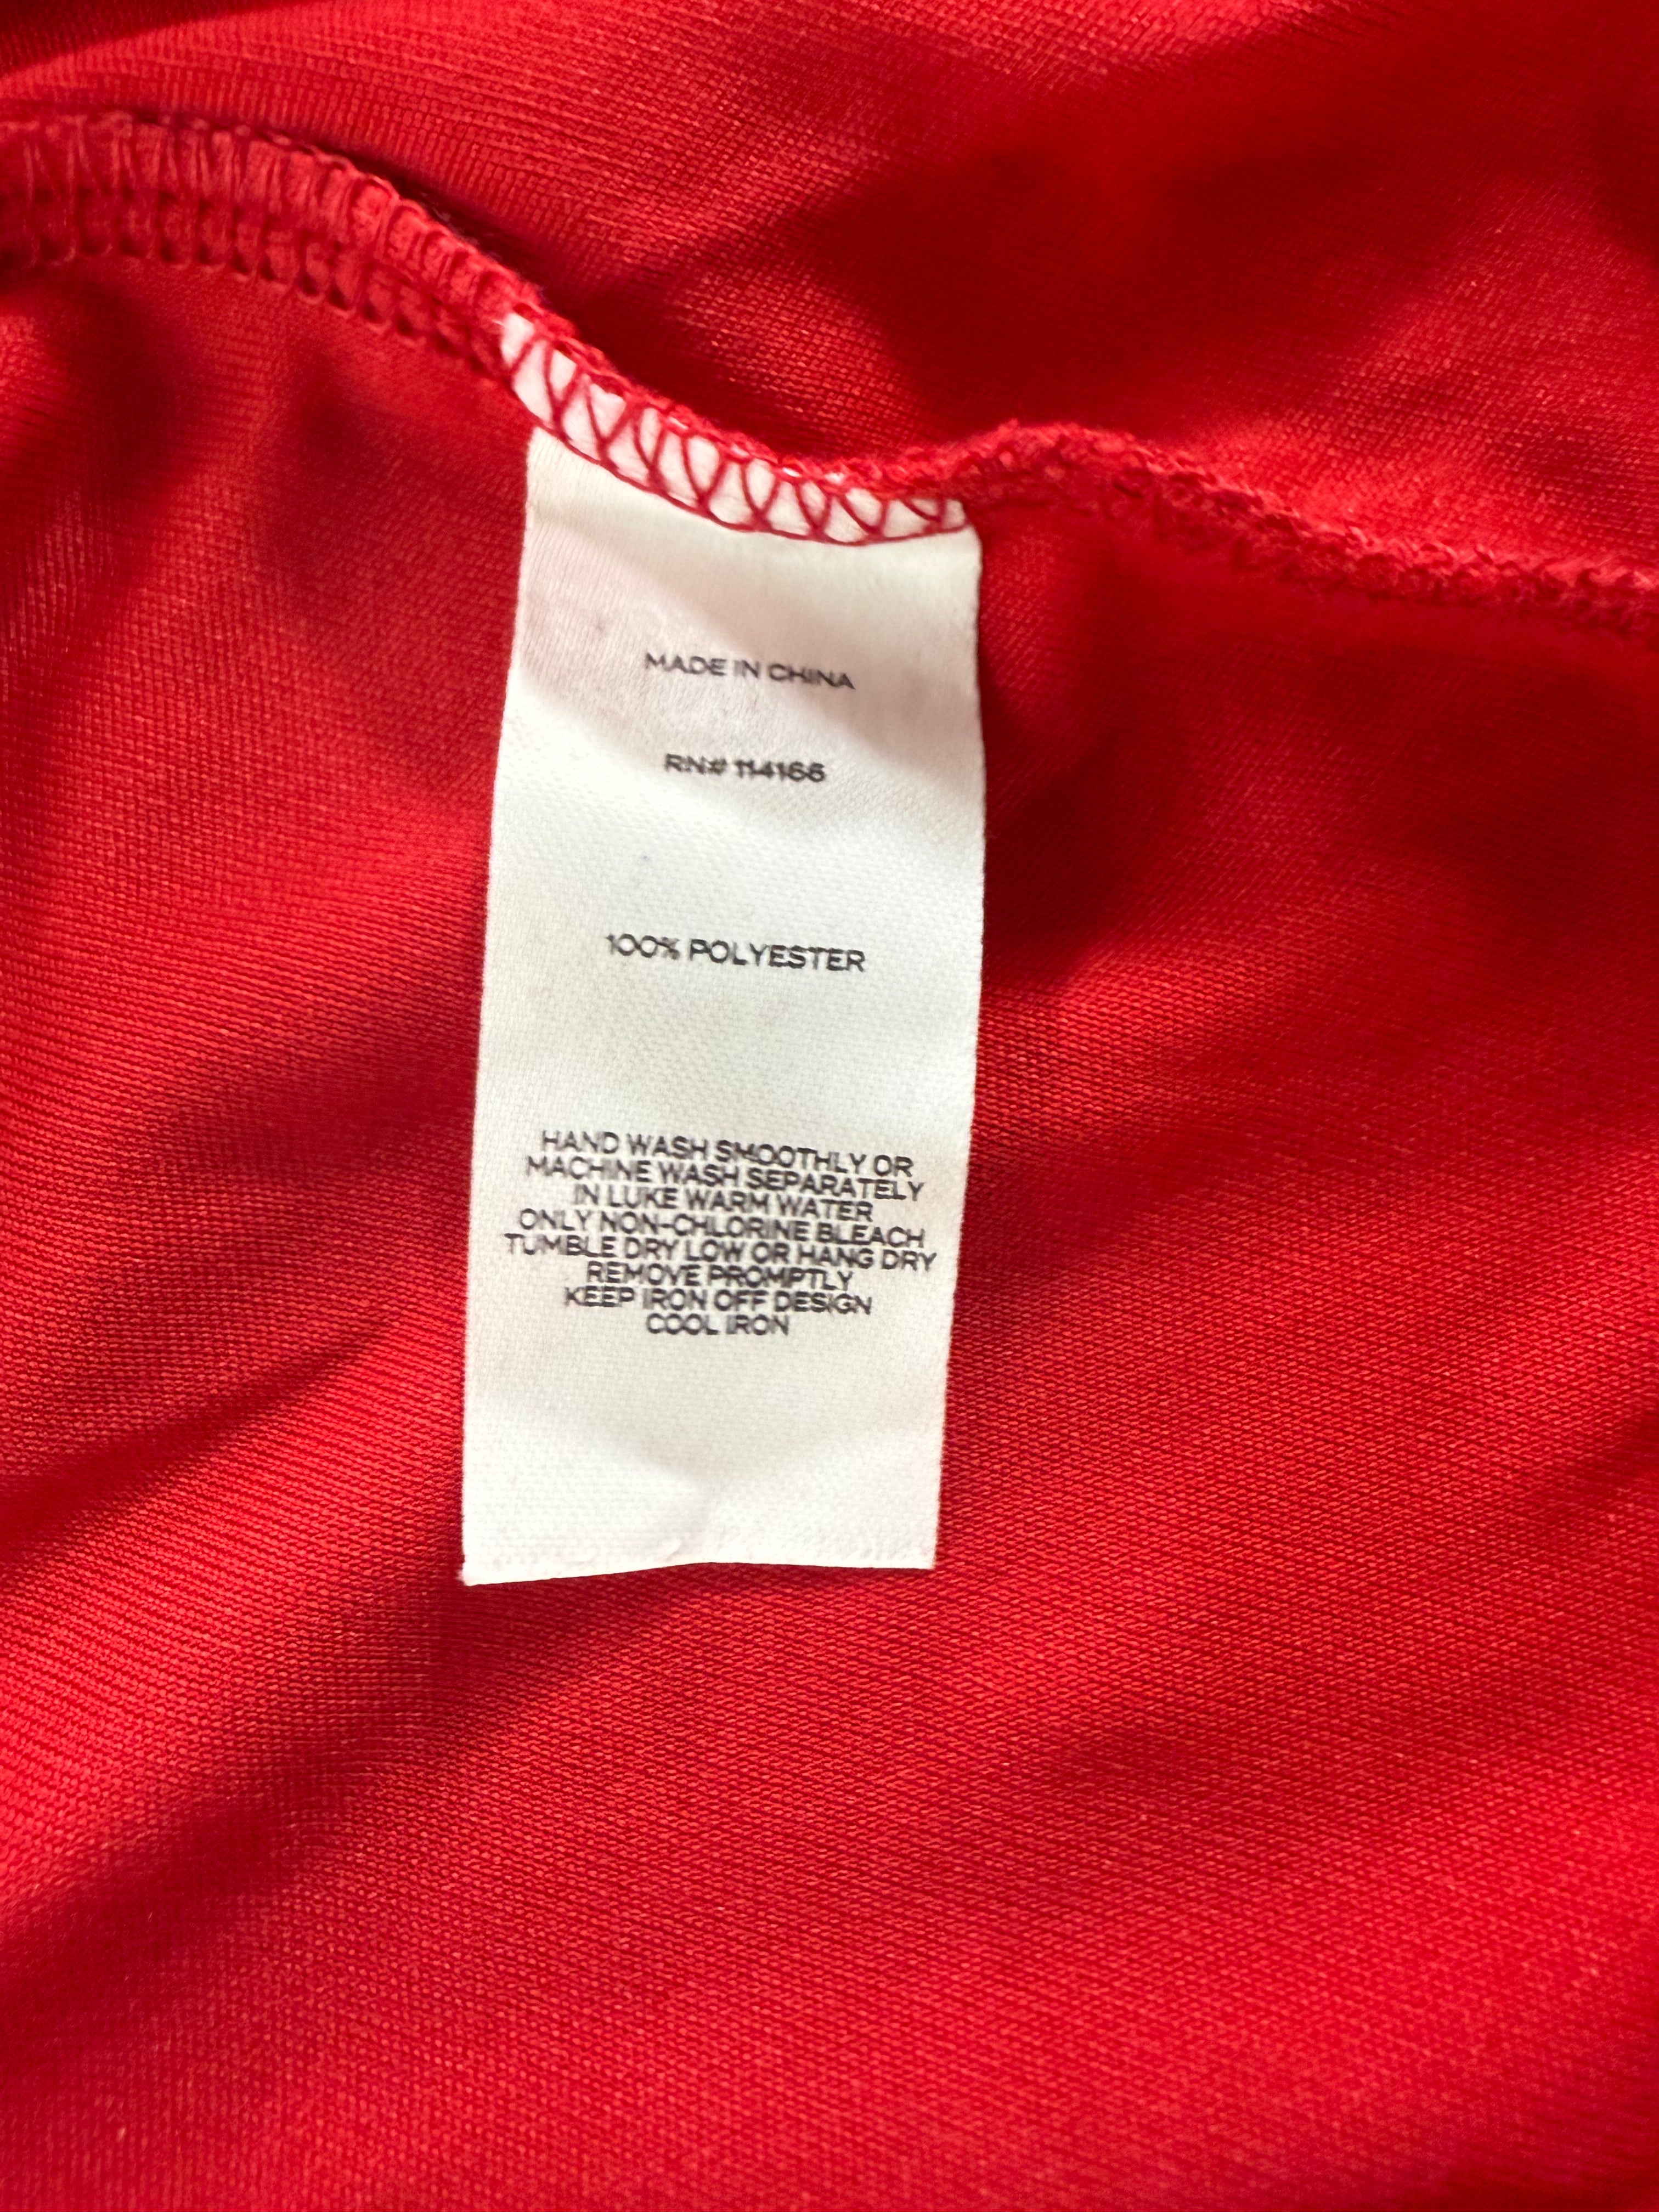 MADE IN CHINA
RN# 114166
100% POLYESTER
HAND WASH SMOOTHLY OR
MACHINE WASH SEPARATELY
IN LUKE WARM WATER
ONLY NON-CHLORINE BLEACH
TUMBLE DRY LOW OR HANG DRY
REMOVE PROMPTLY
KEEP IRON OFF DESIGN
COOL IRON